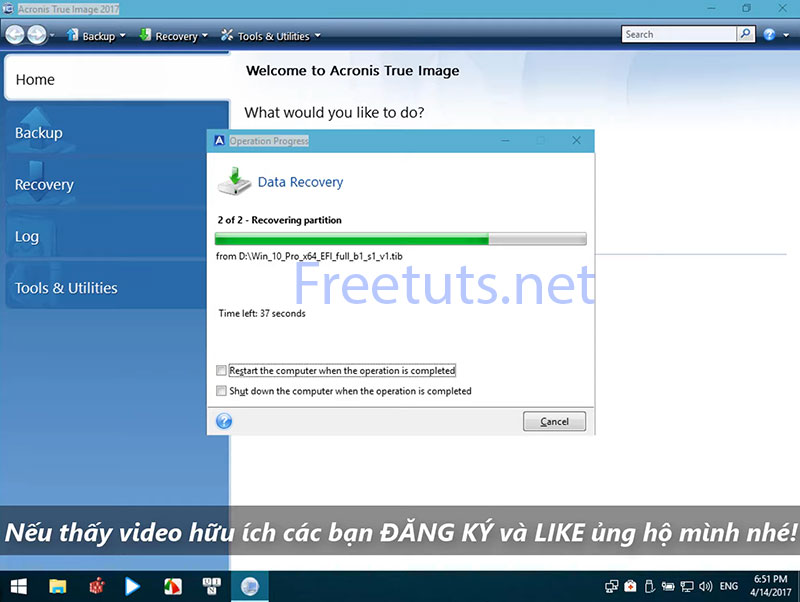 Acronis True Image 2017
Backup Recovery Tools & Utilities Search
Home
Backup
Recovery
Log
Tools & Utilities
Welcome to Acronis True Image
What would you like to do?
Operation Progress
Data Recovery
2 of 2 - Recovering partition
from D:\Win_10_Pro_x64_EFI_full_b1_s1_v1.tib
Freetuts.net
Time left: 37 seconds
Restart the computer when the operation is completed
Shut down the computer when the operation is completed
Cancel
Nếu thấy video hữu ích các bạn ĐĂNG KÝ và LIKE ủng hộ mình nhé!
ENG
6:51 PM
4/14/2017